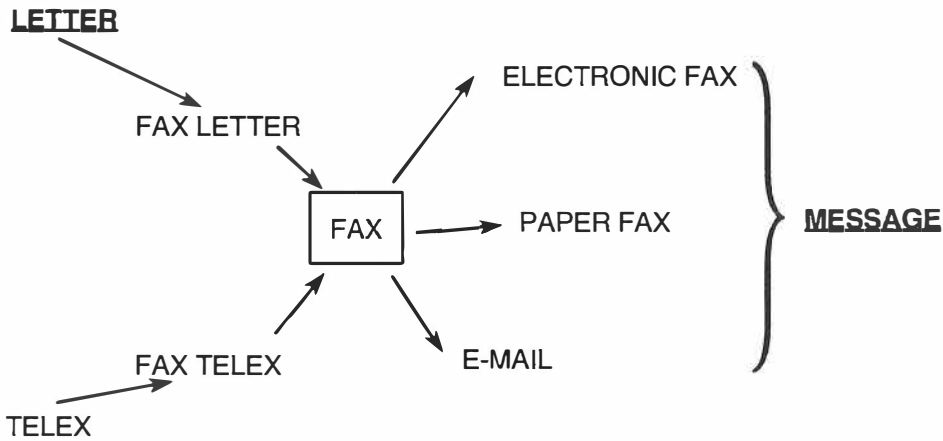 LETTER
ELECTRONIC FAX
FAX LETTER
FAX
PAPER FAX
MESSAGE
FAX TELEX
E-MAIL
TELEX